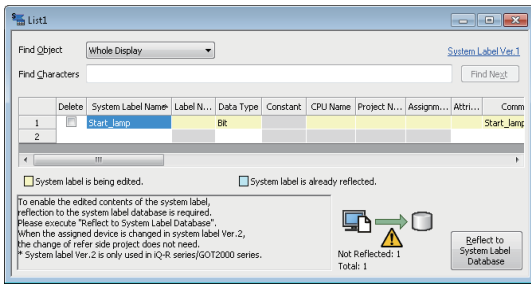 List1
Find Object Whole Display System Label Ver.1
Find Characters Find Next
Delete System Label Name Label N... Data Type Constant CPU Name Project N... Assignm... Attri... Comm
1 Start_lamp Bit Start_lamp
2
System label is being edited. System label is already reflected.
To enable the edited contents of the system label,
reflection to the system label database is required.
Please execute "Reflect to System Label Database".
When the assigned device is changed in system label Ver.2,
the change of refer side project does not need.
* System label Ver.2 is only used in iQ-R series/GOT2000 series.
Not Reflected: 1
Total: 1
Reflect to
System Label
Database